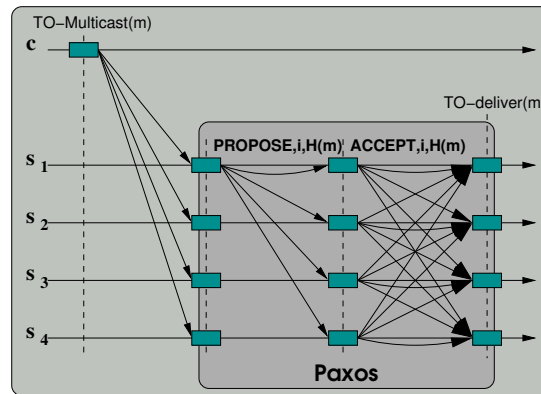 TO-Multicast(m)
c
TO-deliver(m
PROPOSE,i,H(m) ACCEPT,i,H(m)
s 1
s 2
s 3
s 4
Paxos